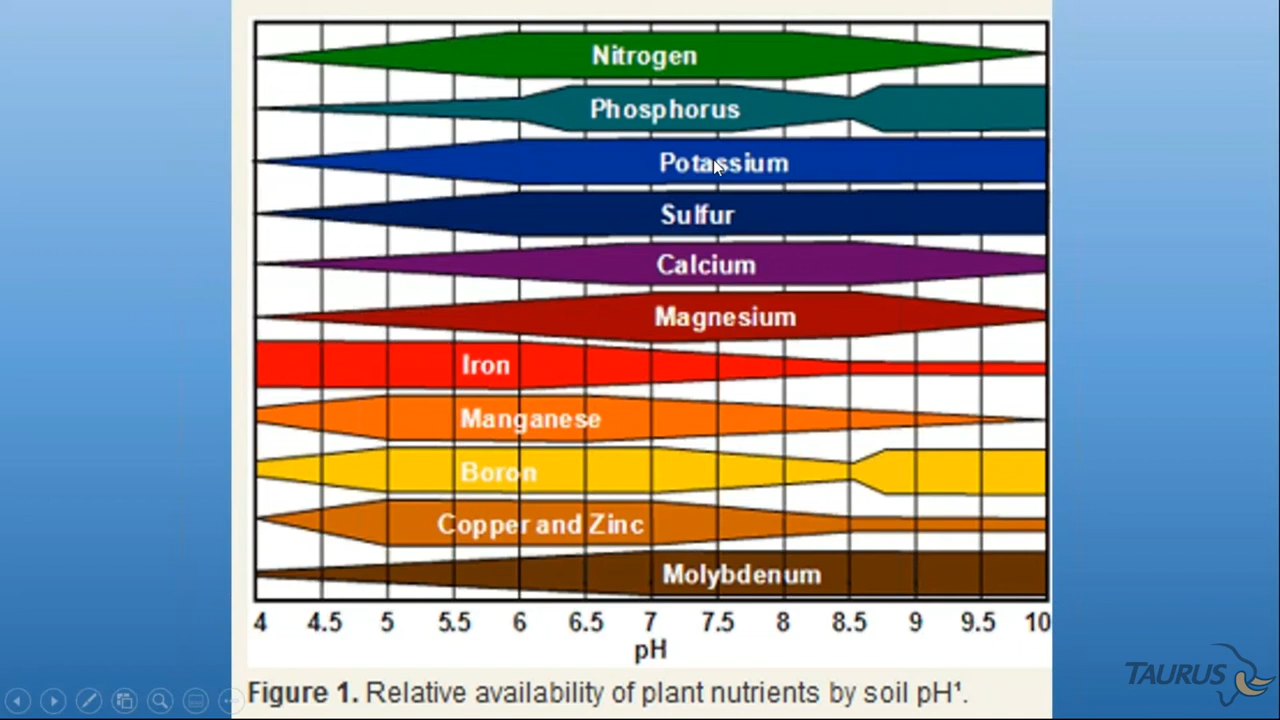 Nitrogen
Phosphorus
Potassium
Sulfur
Calcium
Magnesium
Iron
Manganese
Boron
Copper and Zinc
Molybdenum
4 4.5 5 5.5 6 6.5 7 7.5 8 8.5 9 9.5 10
pH
Figure 1. Relative availability of plant nutrients by soil pH¹.
TAURUS